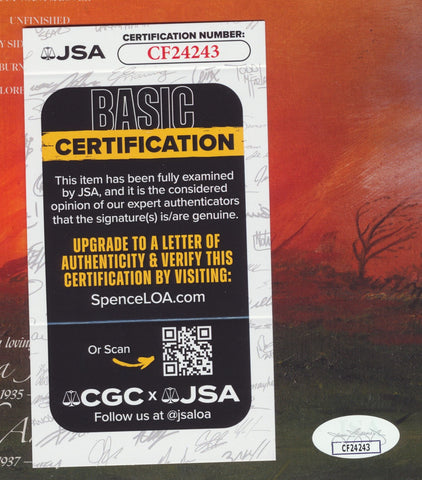 UNFINISHED
JSA
CERTIFICATION NUMBER:
CF24243
BASIC
CERTIFICATION
This item has been fully examined
by JSA, and it is the considered
opinion of our expert authenticators
that the signature(s) is/are genuine.
UPGRADE TO A LETTER OF
AUTHENTICITY & VERIFY THIS
CERTIFICATION BY VISITING:
SpenceLOA.com
Or Scan
CGC x JSA
Follow us at @jsaloa
1935
1937
CF24243